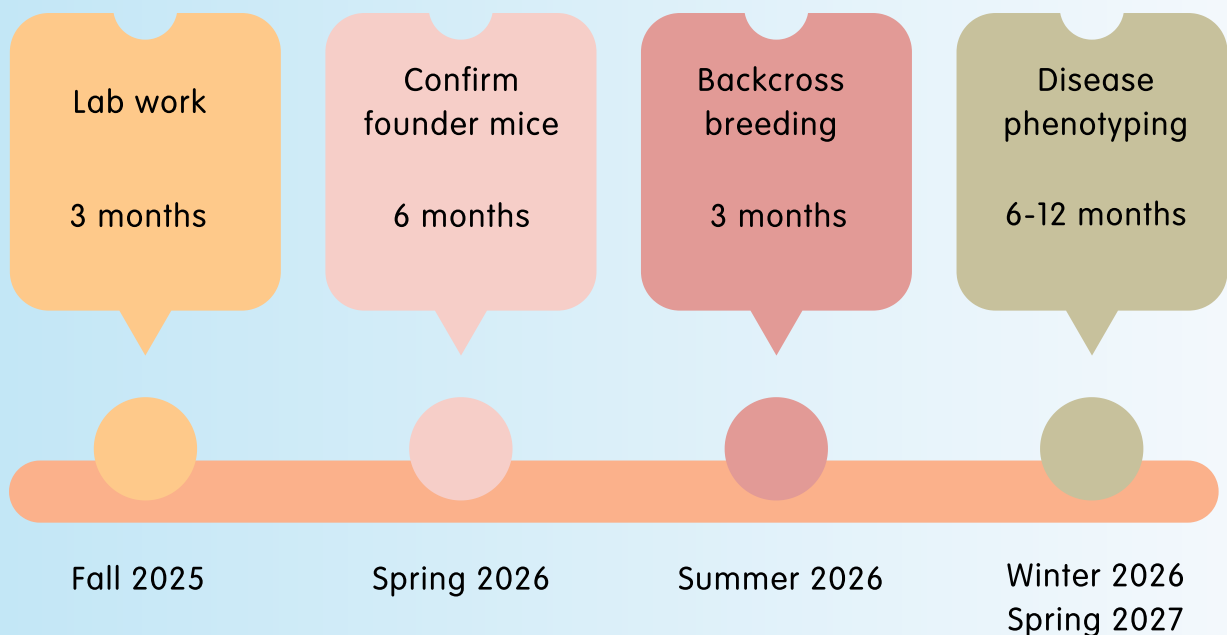 Lab work
3 months
Confirm
founder mice
6 months
Backcross
breeding
3 months
Disease
phenotyping
6-12 months
Fall 2025
Spring 2026
Summer 2026
Winter 2026
Spring 2027